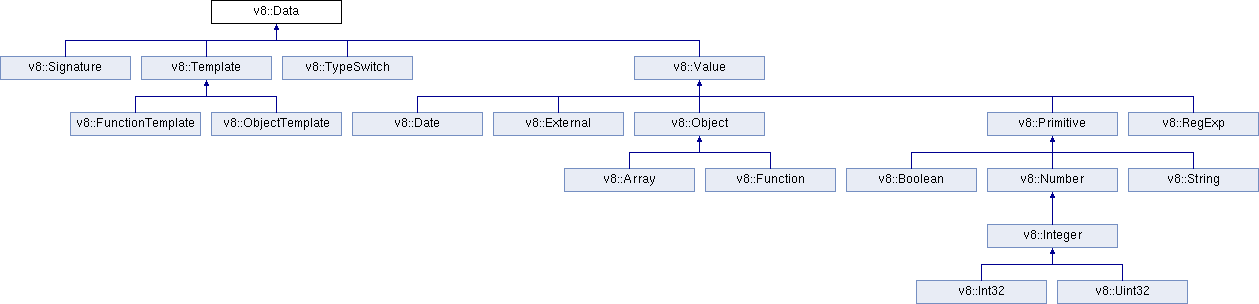 v8::Data
v8::Signature
v8::Template
v8::TypeSwitch
v8::Value
v8::FunctionTemplate
v8::ObjectTemplate
v8::Date
v8::External
v8::Object
v8::Primitive
v8::RegExp
v8::Array
v8::Function
v8::Boolean
v8::Number
v8::String
v8::Integer
v8::Int32
v8::Uint32